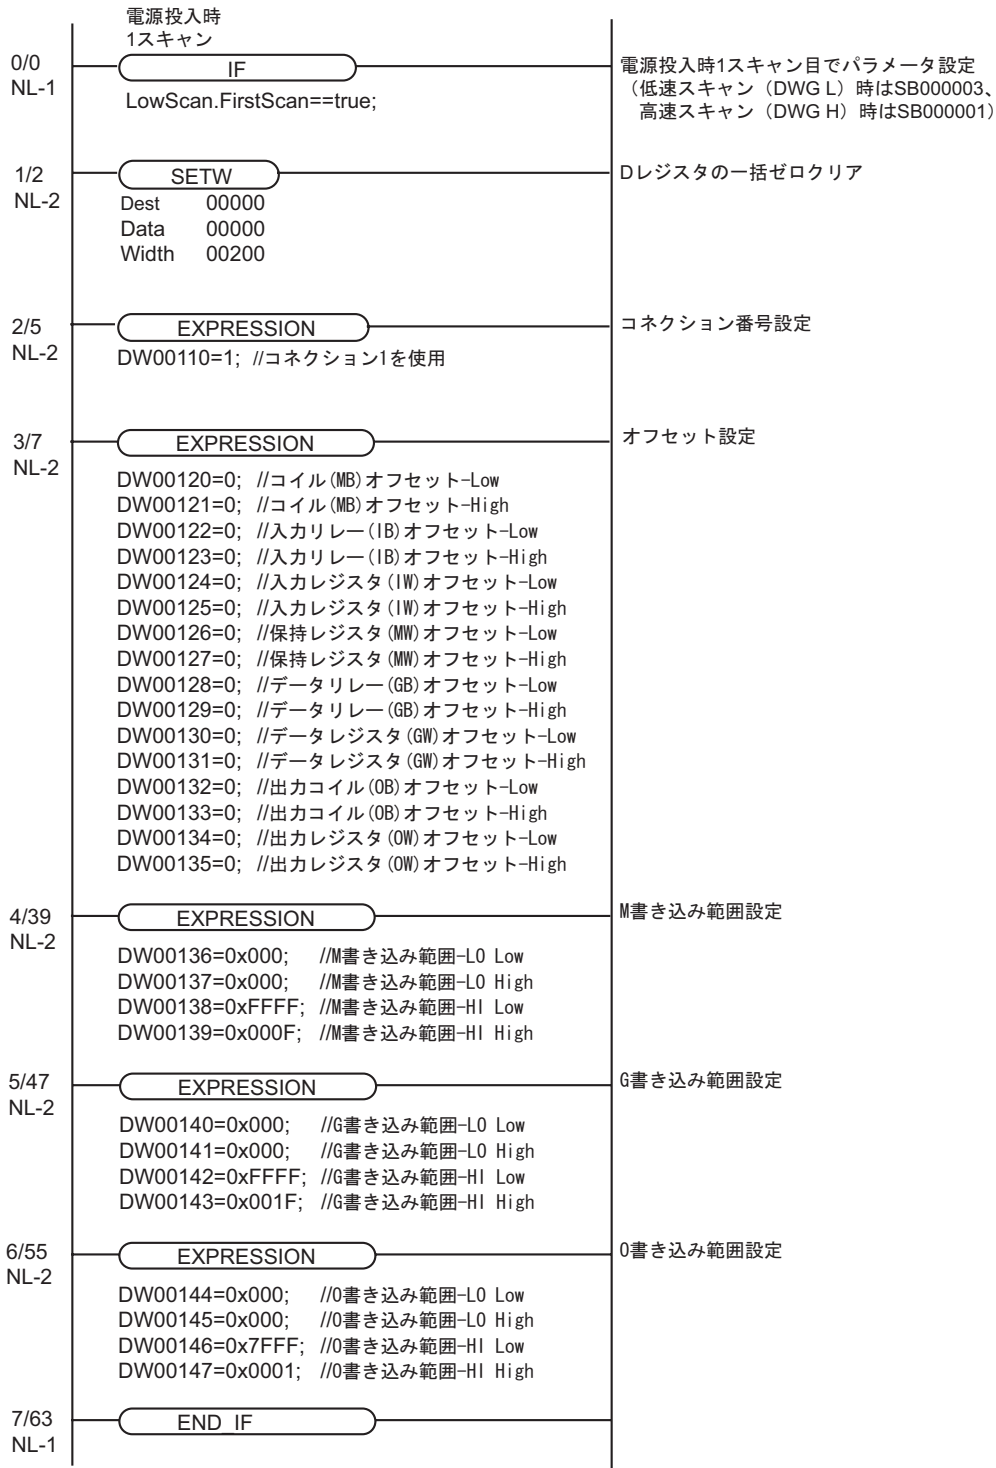 電源投入時
1スキャン
0/0
NL-1
IF
LowScan.FirstScan==true;
電源投入時1スキャン目でパラメータ設定
（低速スキャン（DWG L）時はSB000003、
高速スキャン（DWG H）時はSB000001）
1/2
NL-2
SETW
Dest 00000
Data 00000
Width 00200
Dレジスタの一括ゼロクリア
2/5
NL-2
EXPRESSION
DW00110=1; //コネクション1を使用
コネクション番号設定
3/7
NL-2
EXPRESSION
オフセット設定
DW00120=0; //コイル(MB)オフセット-Low
DW00121=0; //コイル(MB)オフセット-High
DW00122=0; //入力リレー(IB)オフセット-Low
DW00123=0; //入力リレー(IB)オフセット-High
DW00124=0; //入力レジスタ(IW)オフセット-Low
DW00125=0; //入力レジスタ(IW)オフセット-High
DW00126=0; //保持レジスタ(MW)オフセット-Low
DW00127=0; //保持レジスタ(MW)オフセット-High
DW00128=0; //データリレー(GB)オフセット-Low
DW00129=0; //データリレー(GB)オフセット-High
DW00130=0; //データレジスタ(GW)オフセット-Low
DW00131=0; //データレジスタ(GW)オフセット-High
DW00132=0; //出力コイル(OB)オフセット-Low
DW00133=0; //出力コイル(OB)オフセット-High
DW00134=0; //出力レジスタ(OW)オフセット-Low
DW00135=0; //出力レジスタ(OW)オフセット-High
4/39
NL-2
EXPRESSION
M書き込み範囲設定
DW00136=0x000; //M書き込み範囲-LO Low
DW00137=0x000; //M書き込み範囲-LO High
DW00138=0xFFFF; //M書き込み範囲-HI Low
DW00139=0x000F; //M書き込み範囲-HI High
5/47
NL-2
EXPRESSION
G書き込み範囲設定
DW00140=0x000; //G書き込み範囲-LO Low
DW00141=0x000; //G書き込み範囲-LO High
DW00142=0xFFFF; //G書き込み範囲-HI Low
DW00143=0x001F; //G書き込み範囲-HI High
6/55
NL-2
EXPRESSION
O書き込み範囲設定
DW00144=0x000; //O書き込み範囲-LO Low
DW00145=0x000; //O書き込み範囲-LO High
DW00146=0x7FFF; //O書き込み範囲-HI Low
DW00147=0x0001; //O書き込み範囲-HI High
7/63
NL-1
END_IF